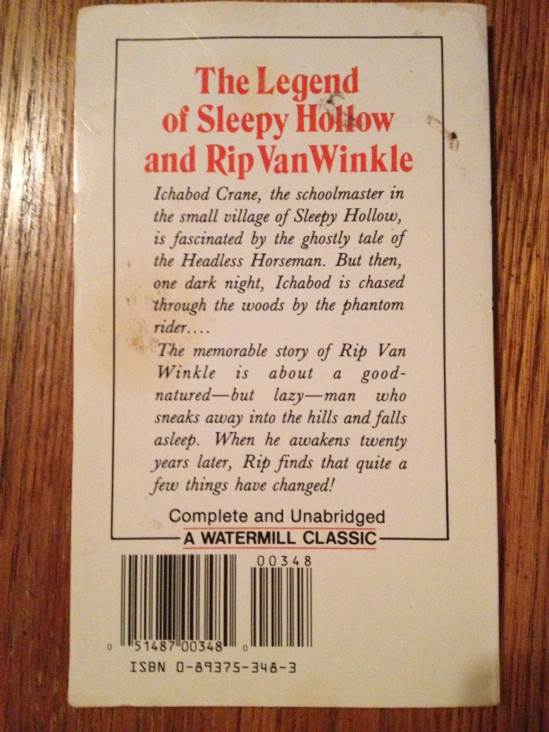 The Legend
of Sleepy Hollow
and Rip Van Winkle
Ichabod Crane, the schoolmaster in
the small village of Sleepy Hollow,
is fascinated by the ghostly tale of
the Headless Horseman. But then,
one dark night, Ichabod is chased
through the woods by the phantom
rider....
The memorable story of Rip Van
Winkle is about a good-
natured—but lazy—man who
sneaks away into the hills and falls
asleep. When he awakens twenty
years later, Rip finds that quite a
few things have changed!
Complete and Unabridged
A WATERMILL CLASSIC
00348
0 51487 00348 0
ISBN 0-89375-348-3